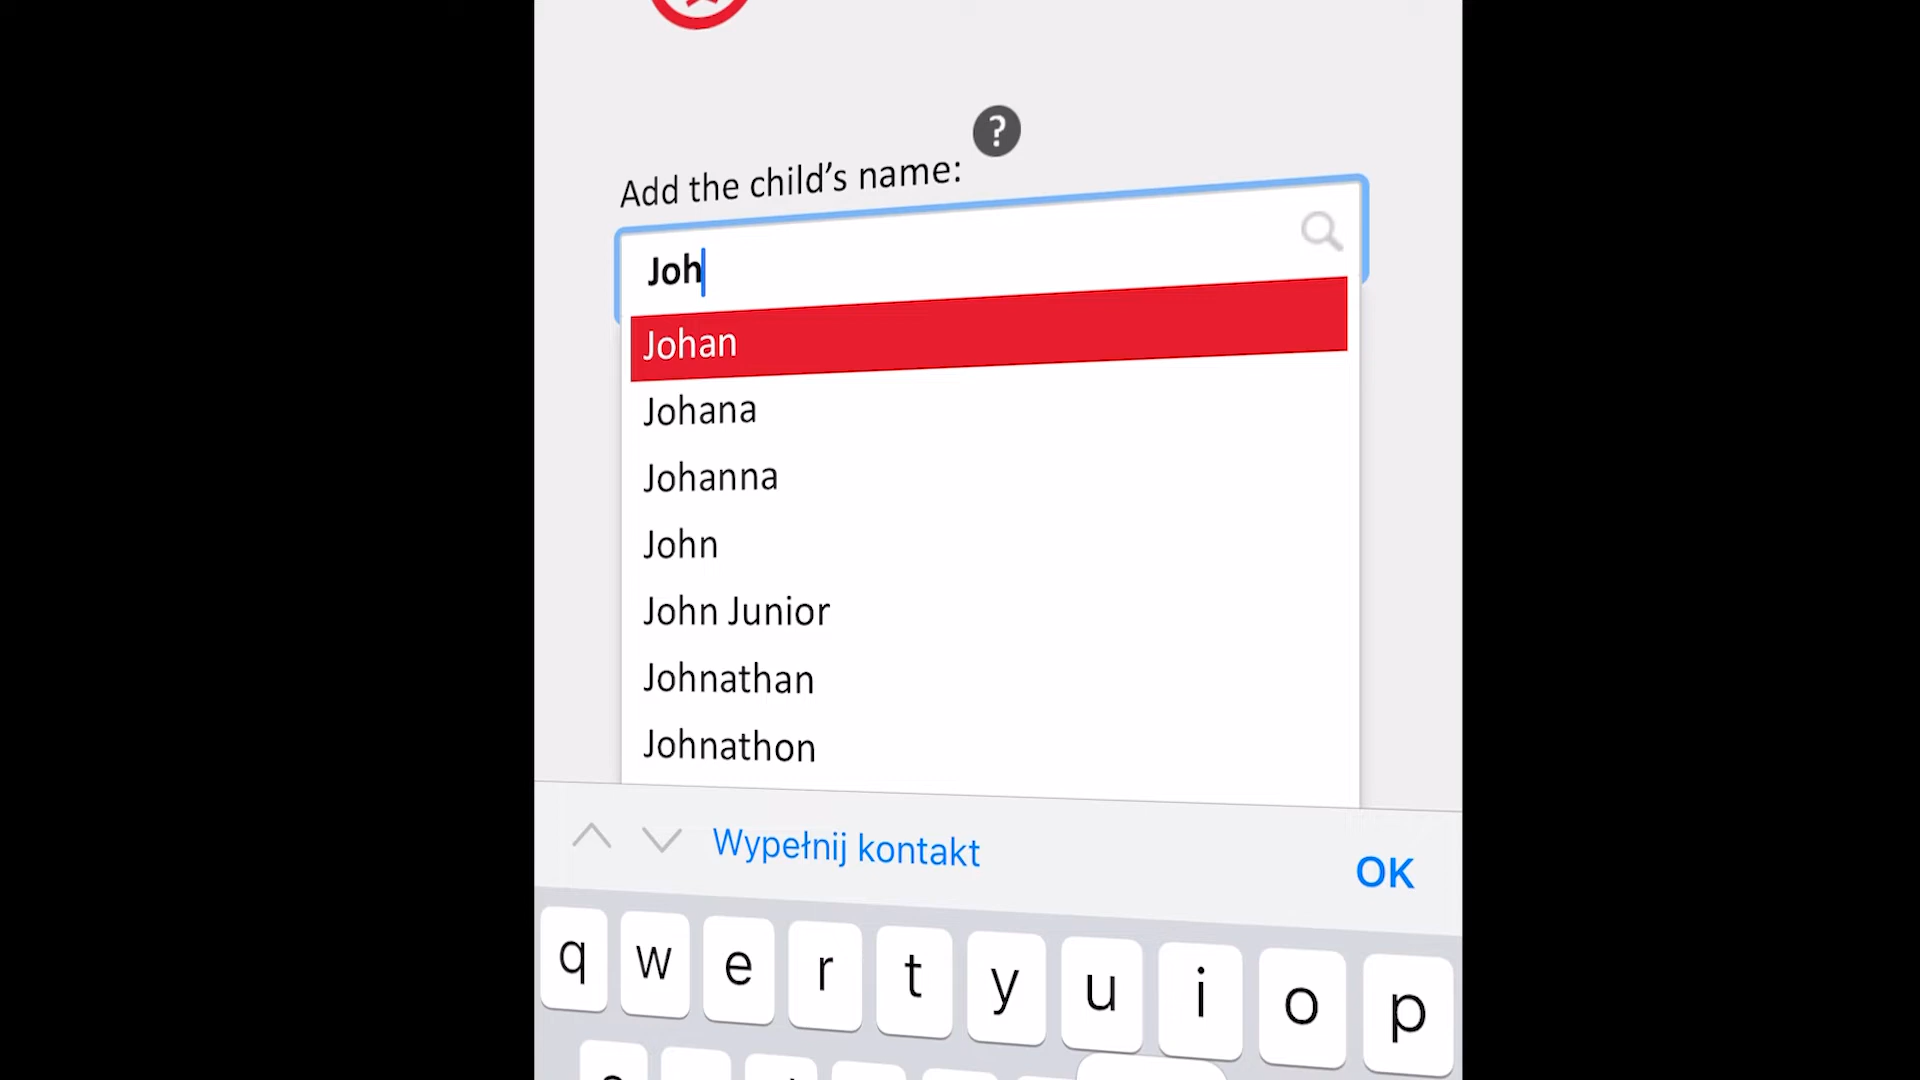 ?
Add the child's name:
Joh
Johan
Johana
Johanna
John
John Junior
Johnathan
Johnathon
Wypełnij kontakt
OK
q w e r t y u i o p